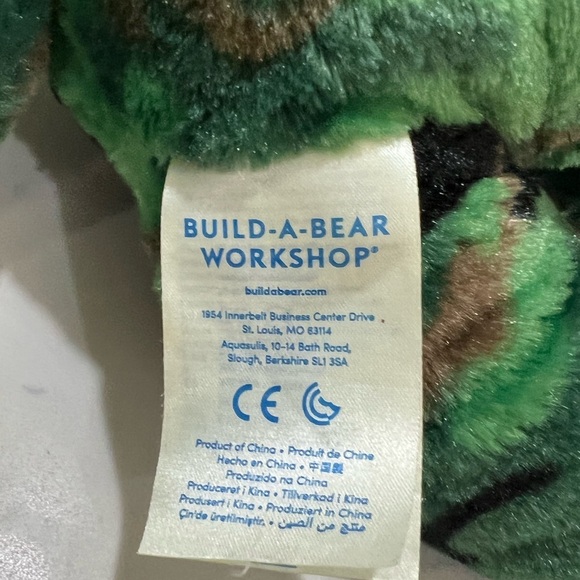 BUILD-A-BEAR
WORKSHOP®
buildabear.com
1954 Innerbelt Business Center Drive
St. Louis, MO 63114
Aquasulis, 10-14 Bath Road,
Slough, Berkshire SL1 3SA
CE
Product of China • Produit de Chine
Hecho en China • 中国製
Produzido na China
Produceret i Kina • Tillverkad i Kina
Produsert i Kina • Produziert in China
Çin'de üretilmiştir. • منتج من الصين